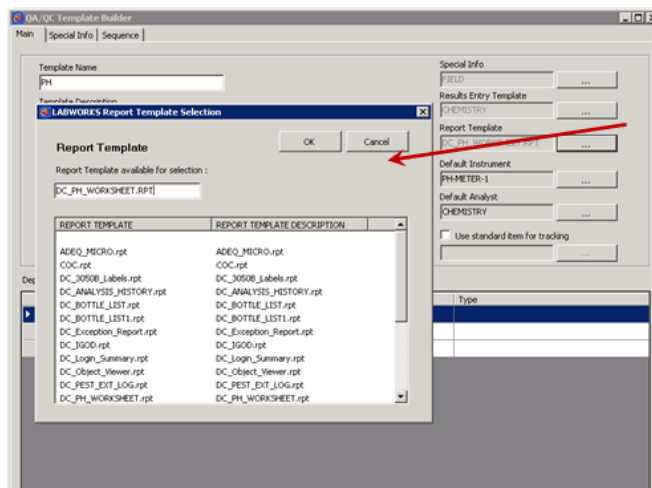 QA/QC Template Builder
Main
Special Info
Sequence
Template Name
PH
Template Description
Special Info
FIELD
...
Results Entry Template
CHEMISTRY
...
Report Template
DC_PH_WORKSHEET.RPT
...
Default Instrument
PH-METER-1
...
Default Analyst
CHEMISTRY
...
Use standard item for tracking
...
LABWORKS Report Template Selection
Report Template
OK
Cancel
Report Template available for selection :
DC_PH_WORKSHEET.RPT
REPORT TEMPLATE REPORT TEMPLATE DESCRIPTION
ADEQ_MICRO.rpt ADEQ_MICRO.rpt
COC.rpt COC.rpt
DC_3050B_Labels.rpt DC_3050B_Labels.rpt
DC_ANALYSIS_HISTORY.rpt DC_ANALYSIS_HISTORY.rpt
DC_BOTTLE_LIST.rpt DC_BOTTLE_LIST.rpt
DC_BOTTLE_LIST1.rpt DC_BOTTLE_LIST1.rpt
DC_Exception_Report.rpt DC_Exception_Report.rpt
DC_IGOD.rpt DC_IGOD.rpt
DC_Login_Summary.rpt DC_Login_Summary.rpt
DC_Object_Viewer.rpt DC_Object_Viewer.rpt
DC_PEST_EXT_LOG.rpt DC_PEST_EXT_LOG.rpt
DC_PH_WORKSHEET.rpt DC_PH_WORKSHEET.rpt
Dep
Type